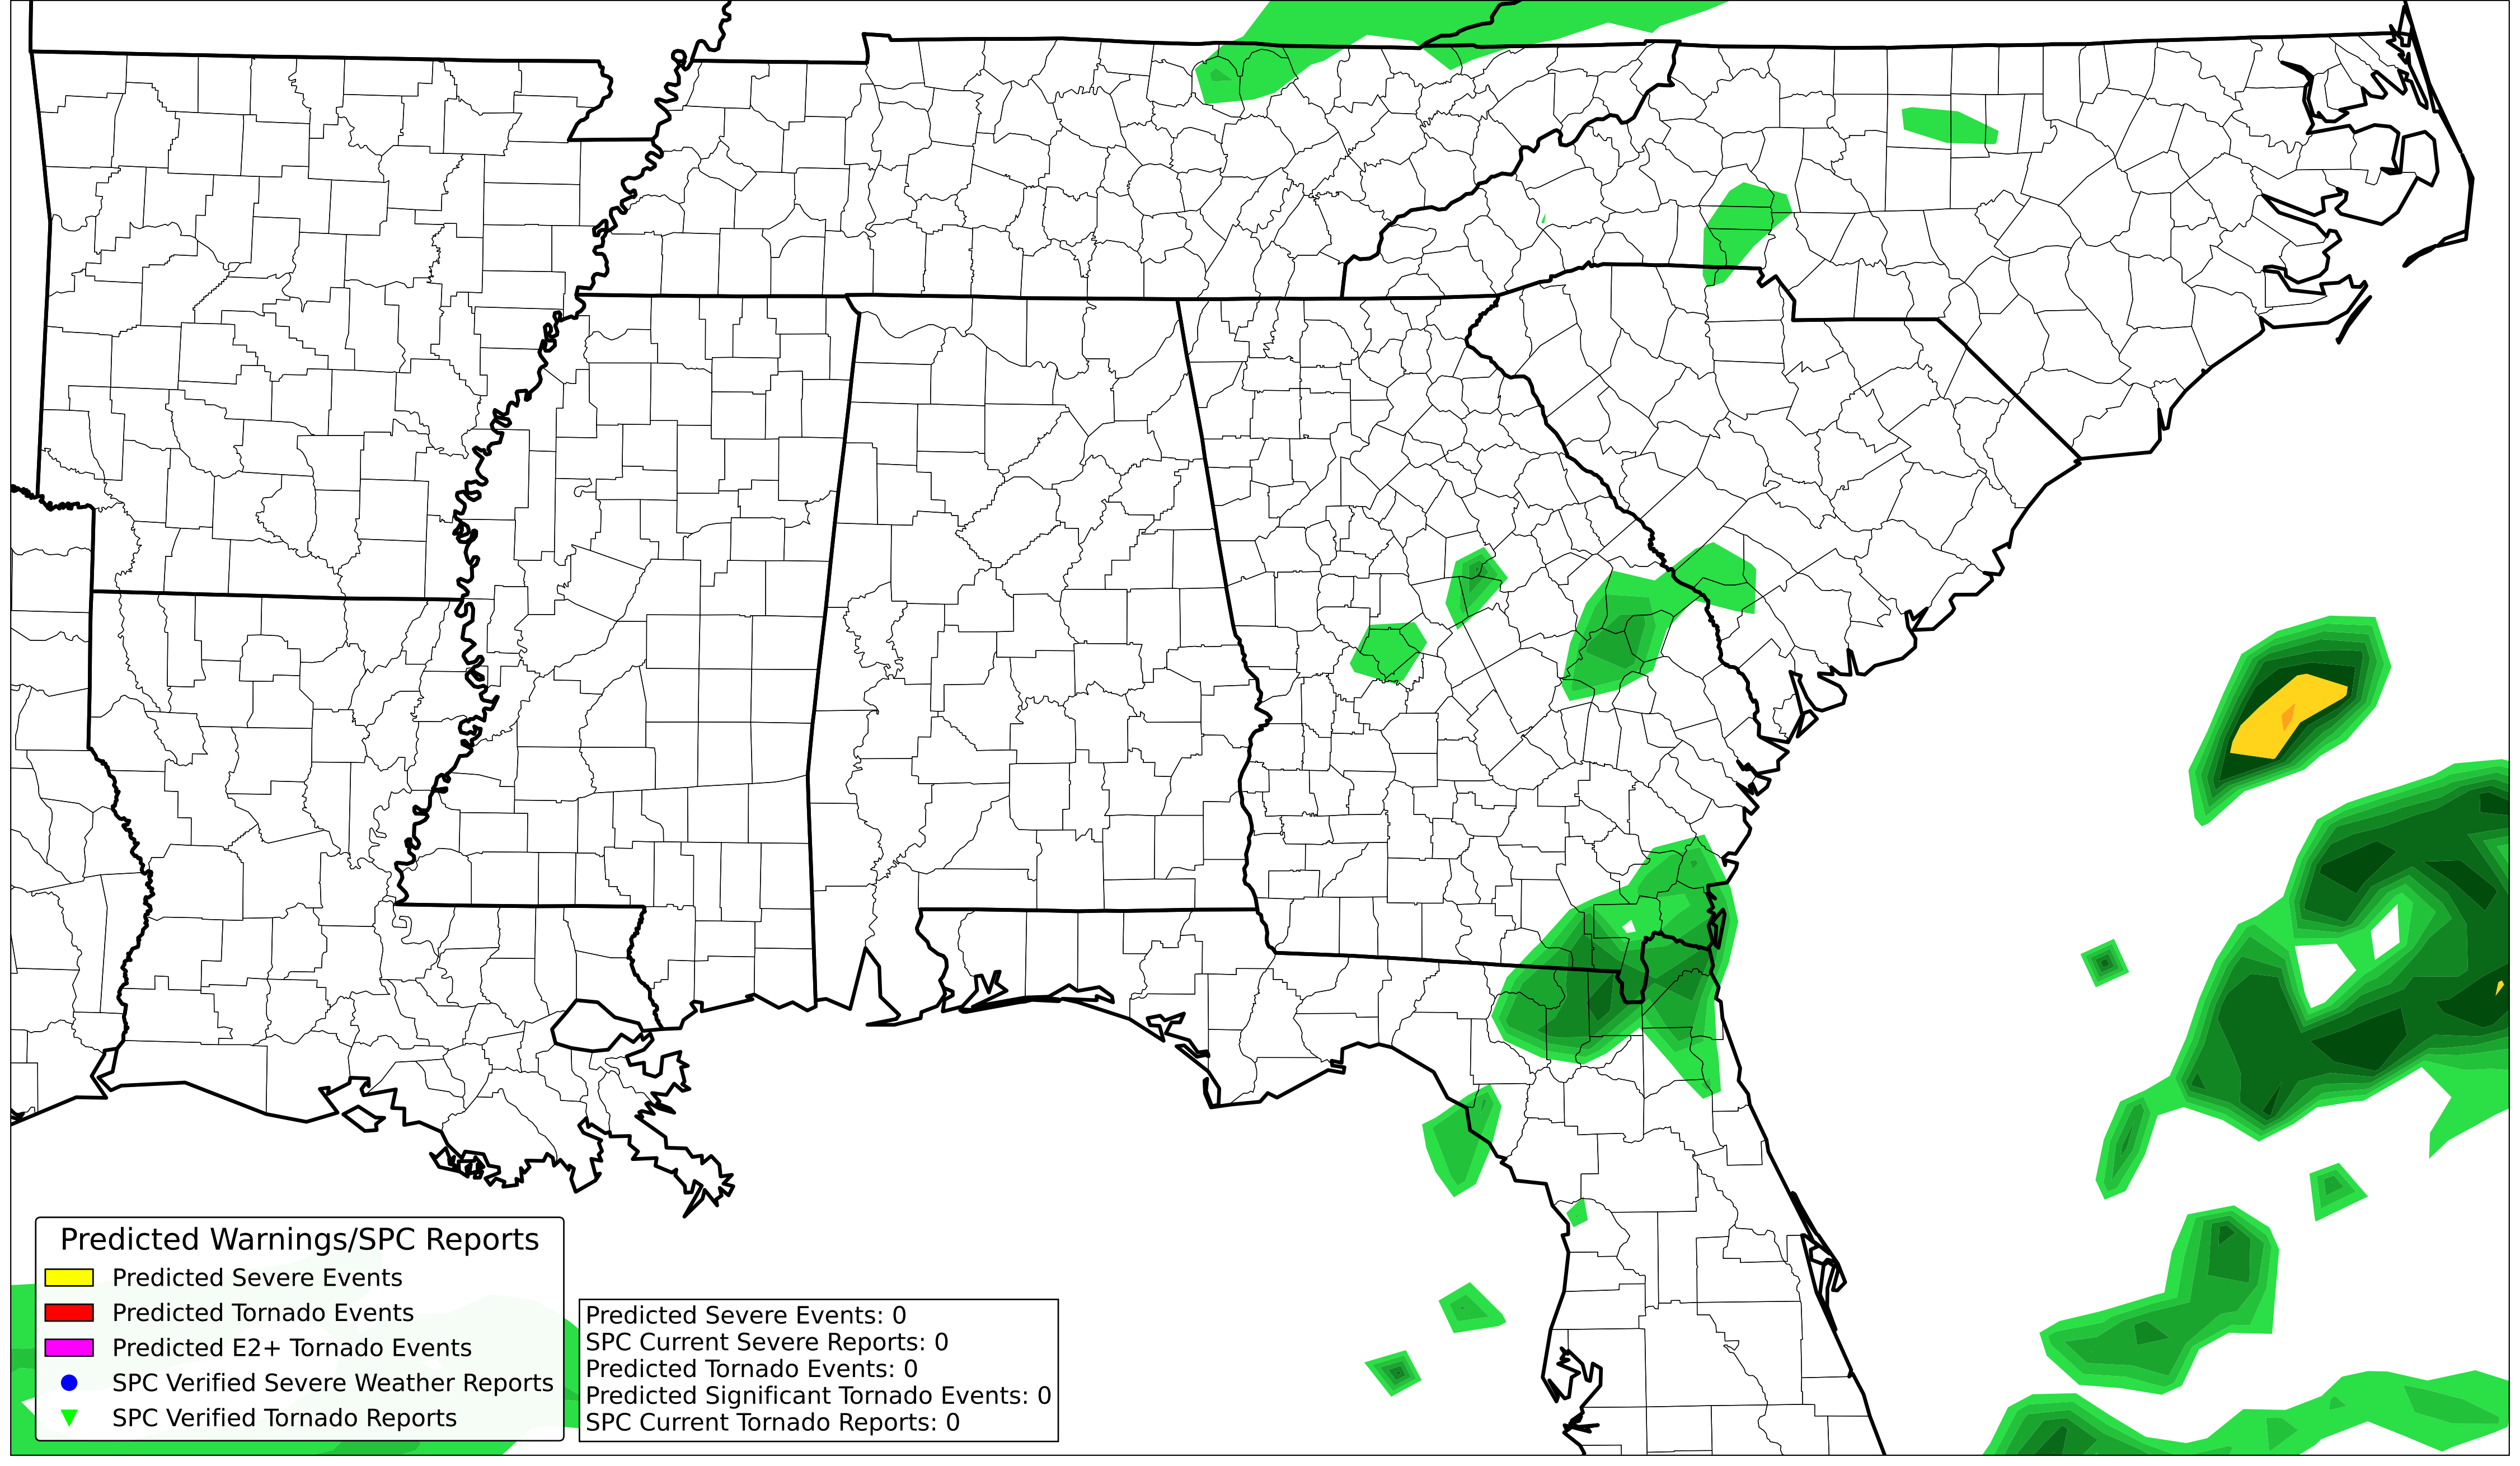 Predicted Warnings/SPC Reports
Predicted Severe Events
Predicted Tornado Events
Predicted E2+ Tornado Events
SPC Verified Severe Weather Reports
SPC Verified Tornado Reports
Predicted Severe Events: 0
SPC Current Severe Reports: 0
Predicted Tornado Events: 0
Predicted Significant Tornado Events: 0
SPC Current Tornado Reports: 0